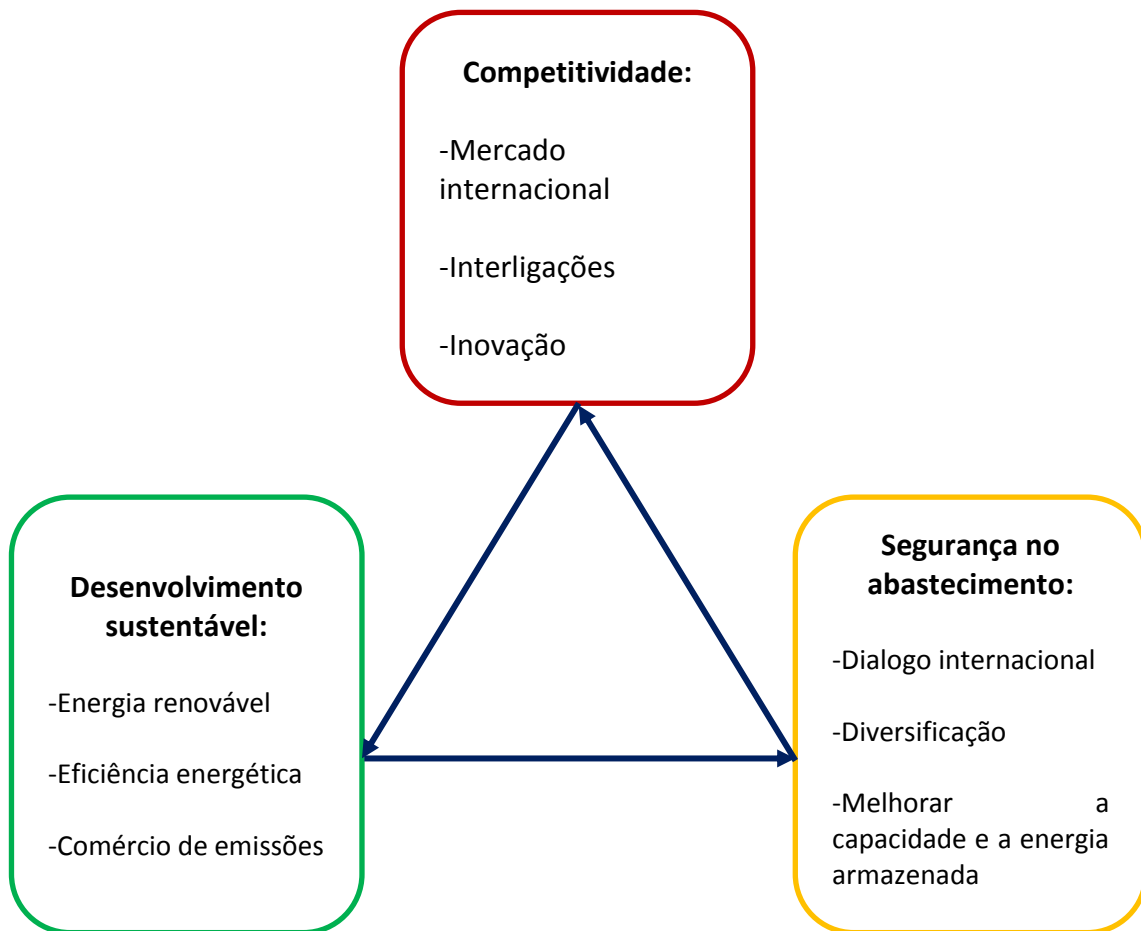 Competitividade:
-Mercado
internacional
-Interligações
-Inovação
Desenvolvimento
sustentável:
-Energia renovável
-Eficiência energética
-Comércio de emissões
Segurança no
abastecimento:
-Dialogo internacional
-Diversificação
-Melhorar a
capacidade e a energia
armazenada